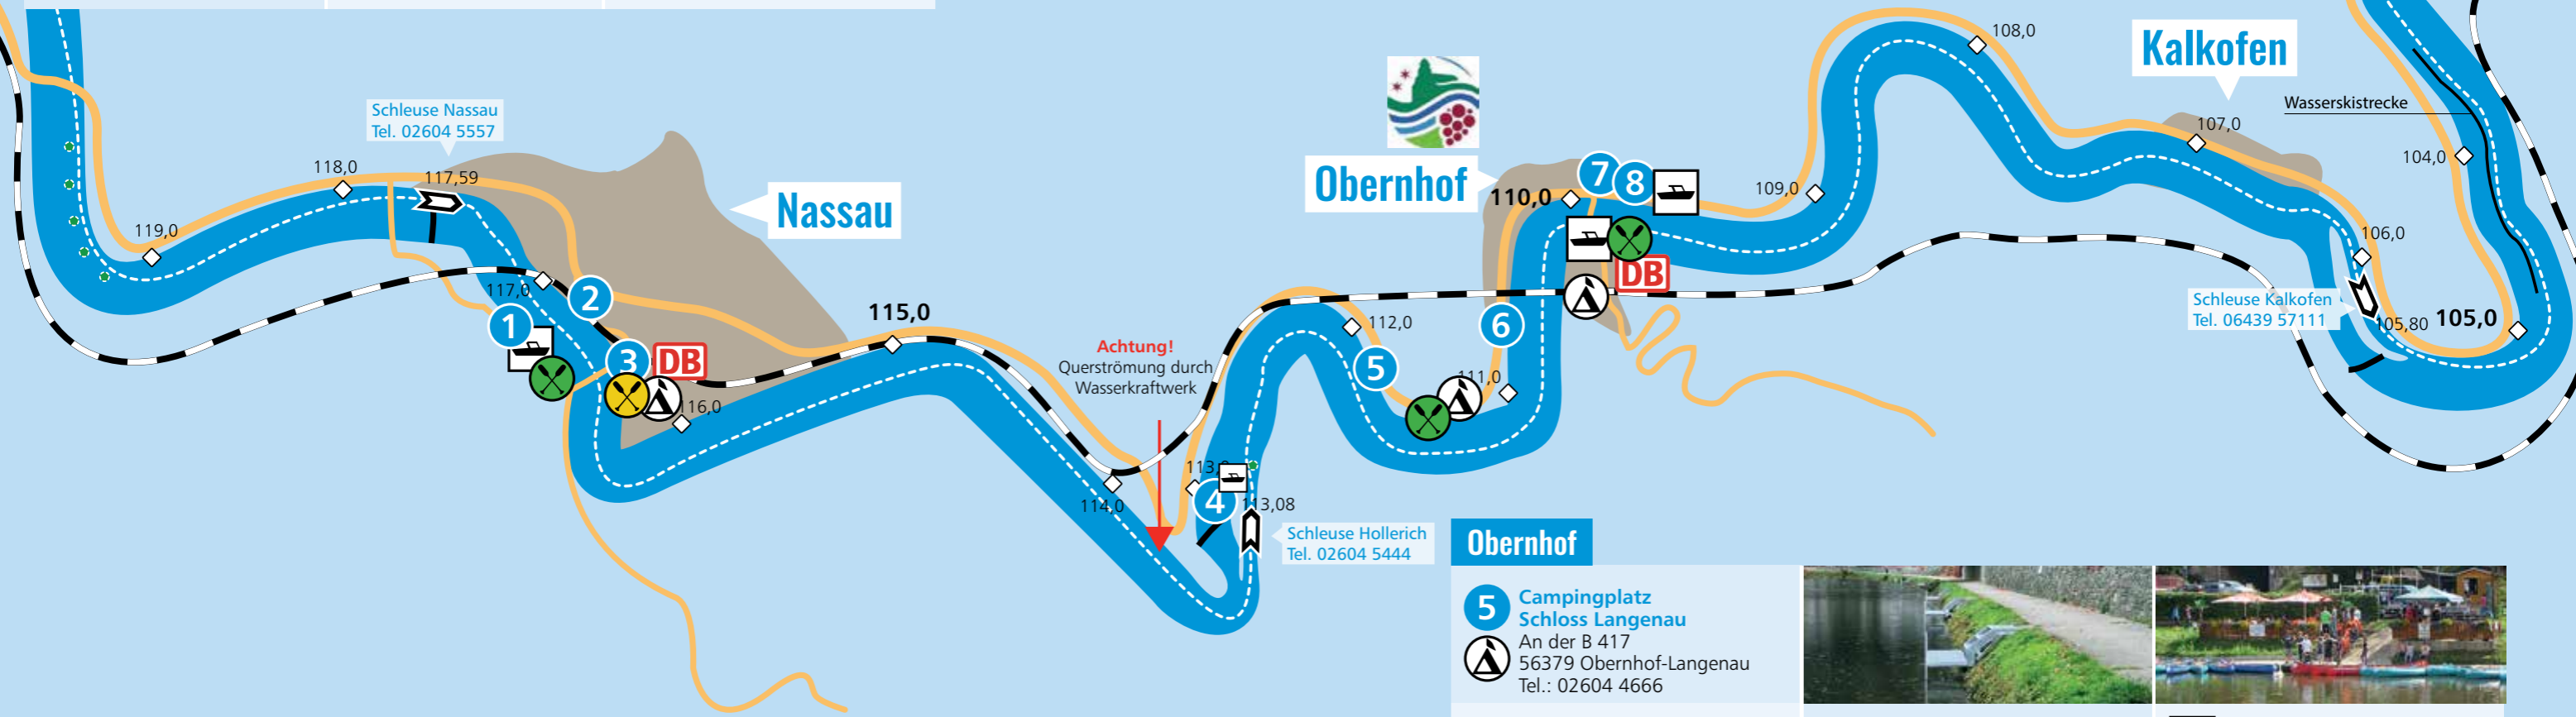 Schleuse Nassau
Tel. 02604 5557
119,0
118,0
117,59
Nassau
117,0
1
2
3
DB
116,0
115,0
114,0
Achtung!
Querströmung durch
Wasserkraftwerk
4
113,08
Schleuse Hollerich
Tel. 02604 5444
112,0
5
111,0
6
Obernhof
110,0
7
8
DB
109,0
108,0
Kalkofen
107,0
106,0
Schleuse Kalkofen
Tel. 06439 57111
105,80
105,0
104,0
Wasserskistrecke
Obernhof
5
Campingplatz
Schloss Langenau
An der B 417
56379 Obernhof-Langenau
Tel.: 02604 4666